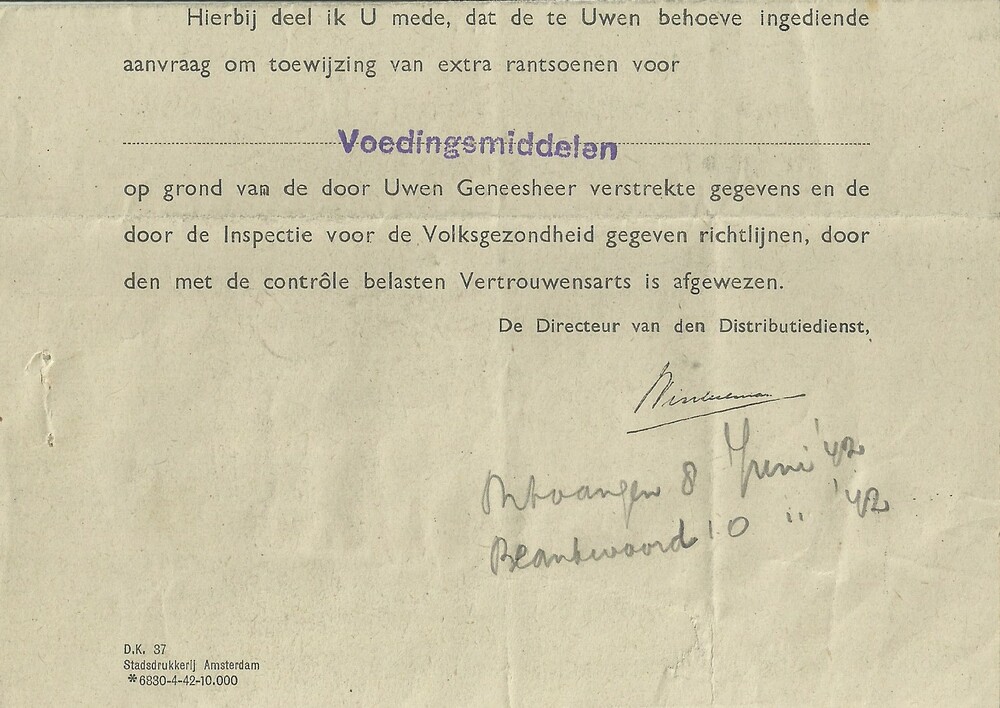 Hierbij deel ik U mede, dat de te Uwen behoeve ingediende
aanvraag om toewijzing van extra rantsoenen voor
Voedingsmiddelen
op grond van de door Uwen Geneesheer verstrekte gegevens en de
door de Inspectie voor de Volksgezondheid gegeven richtlijnen, door
den met de contrôle belasten Vertrouwensarts is afgewezen.
De Directeur van den Distributiedienst,
Ontvangen 8 Juni '42
Beantwoord 10 " '42
D.K. 37
Stadsdrukkerij Amsterdam
*6830-4-42-10.000